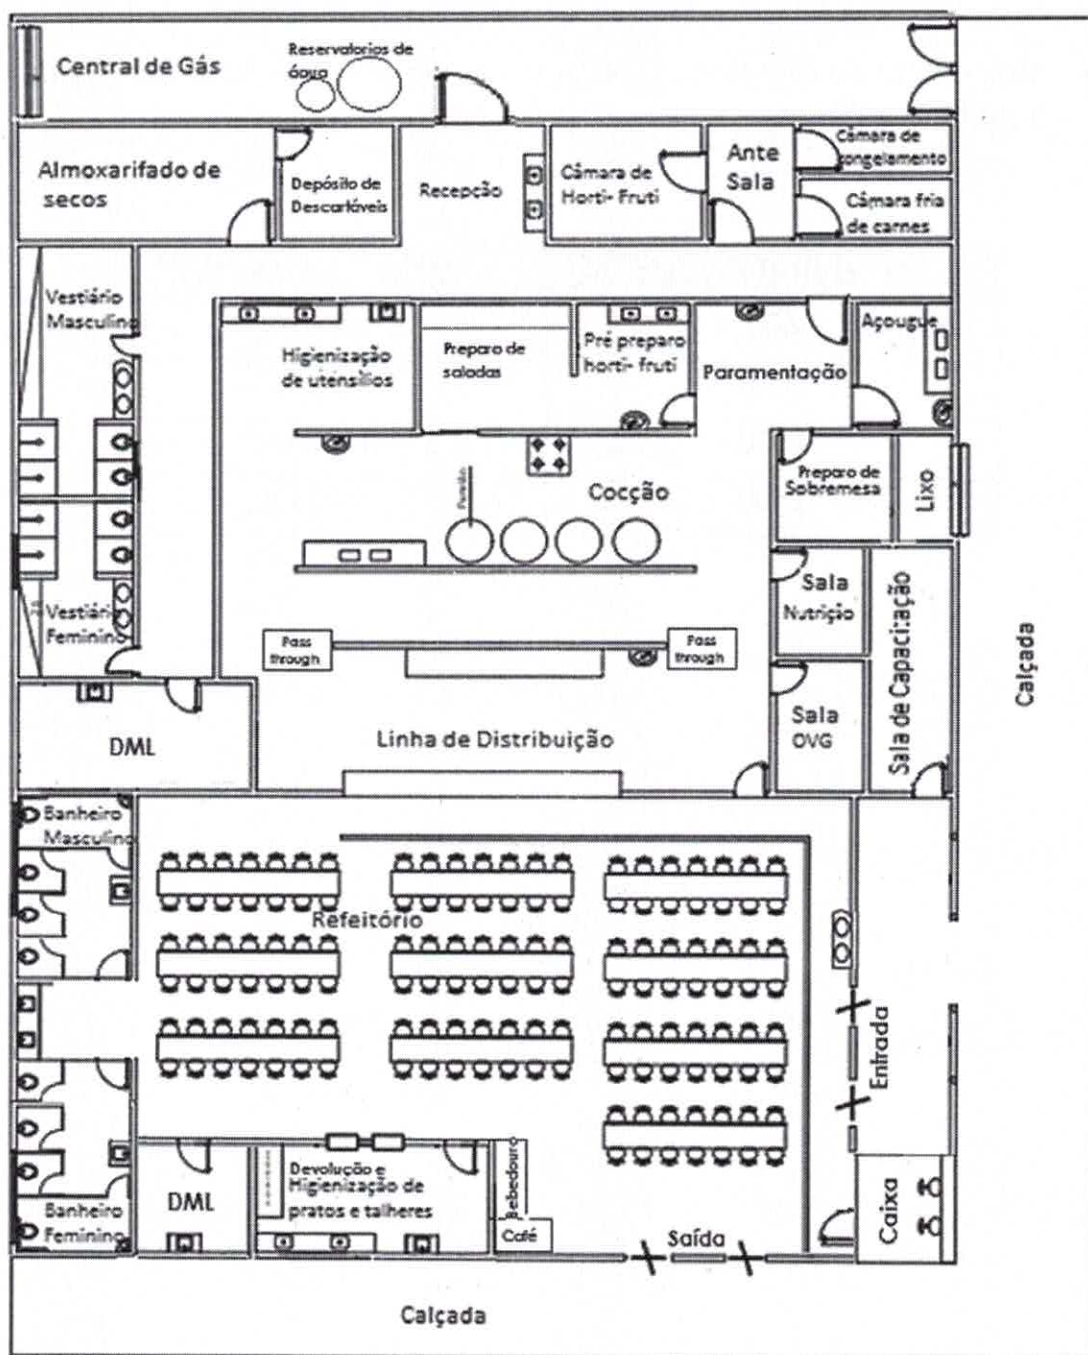 Central de Gás
Reservatorios de
água
Almoxarifado de
secos
Depósito de
Descartáveis
Recepção
Câmara de
Horti- Fruti
Ante
Sala
Câmara de
congelamento
Câmara fria
de carnes
Vestiário
Masculino
Higienização
de utensílios
Preparo de
saladas
Pré preparo
horti- fruti
Paramentação
Açougue
Cocção
Preparo de
Sobremesa
Lixo
Vestiário
Feminino
Sala
Nutrição
Sala de Capacitação
Calçada
Pass
through
Pass
through
DML
Linha de Distribuição
Sala
OVG
Banheiro
Masculino
Refeitório
Entrada
Banheiro
Feminino
DML
Devolução e
Higienização de
pratos e talheres
Bebedouro
Café
Saída
Caixa
Calçada